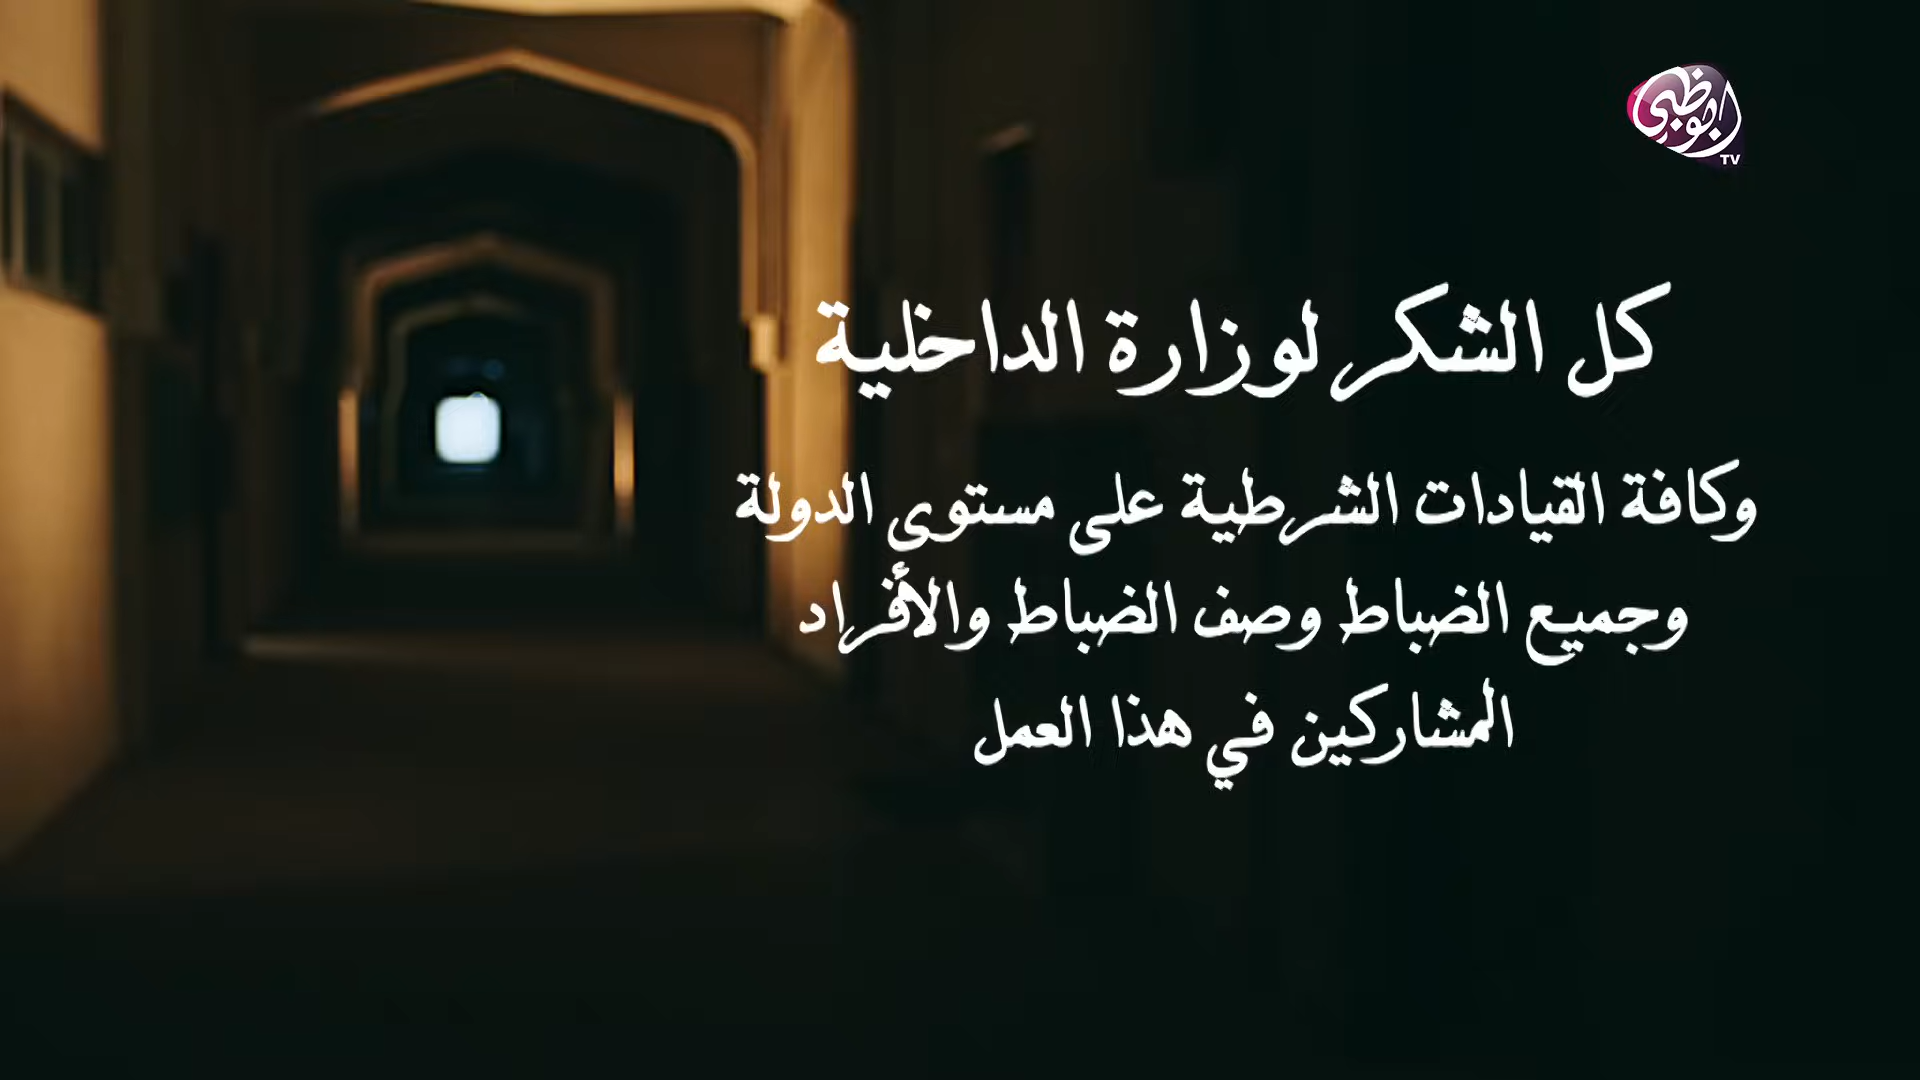 أبوظبي
TV
كل الشكر لوزارة الداخلية
وكافة القيادات الشرطية على مستوى الدولة
وجميع الضباط وصف الضباط والأفراد
المشاركين في هذا العمل